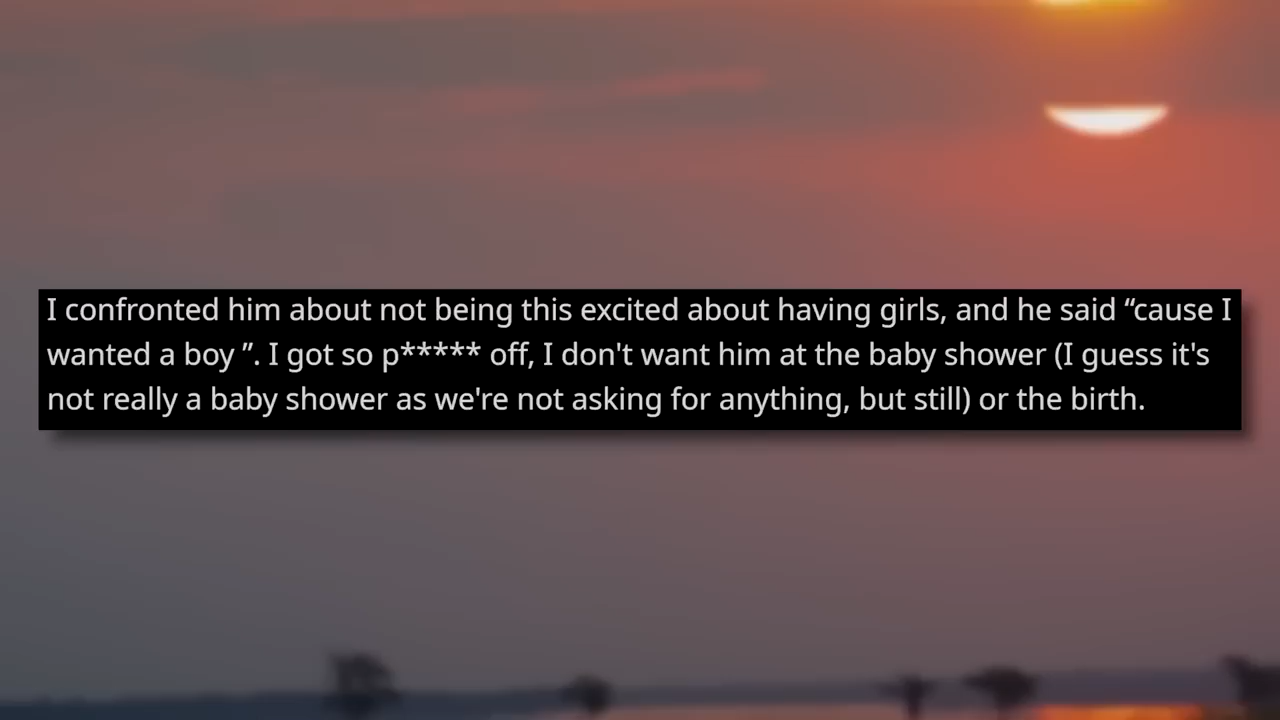 I confronted him about not being this excited about having girls, and he said “cause I
wanted a boy ”. I got so p***** off, I don't want him at the baby shower (I guess it's
not really a baby shower as we're not asking for anything, but still) or the birth.